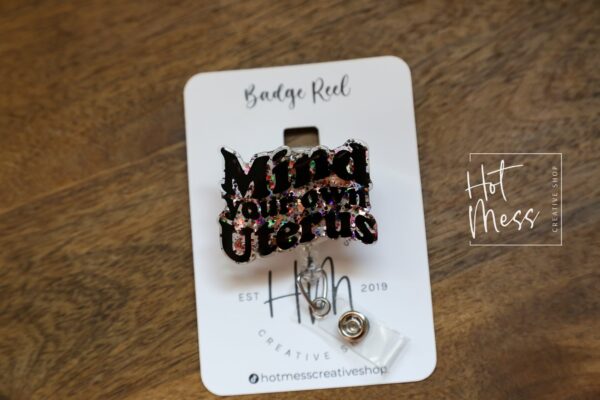 Badge Reel
Mind
your own
Uterus
EST Hm 2019
CREATIVE S
hotmesscreativeshop
Hot
Mess
CREATIVE SHOP